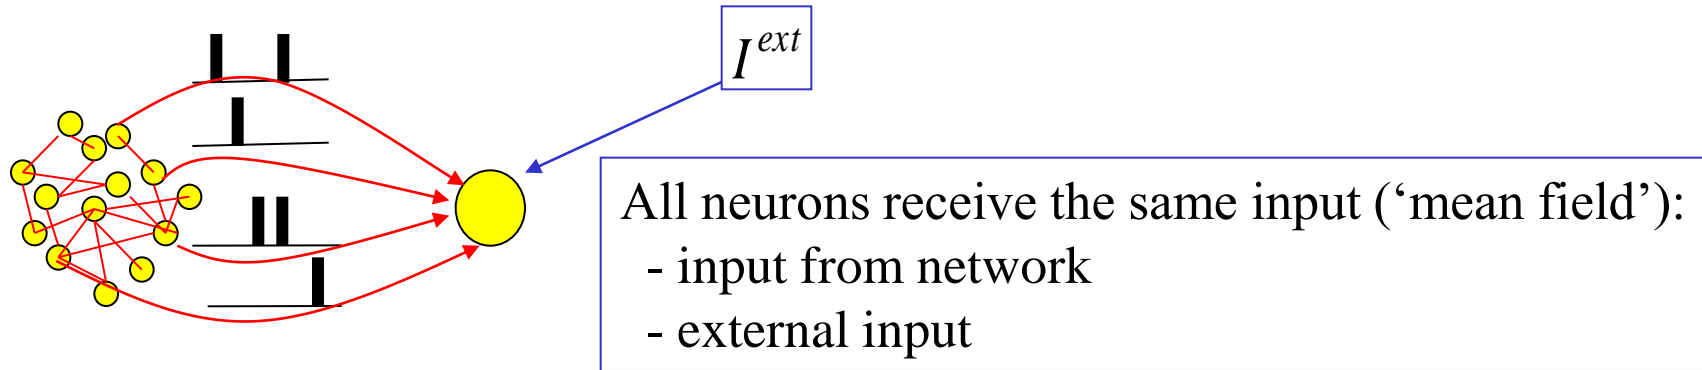 I^{ext}
All neurons receive the same input (‘mean field’):
- input from network
- external input